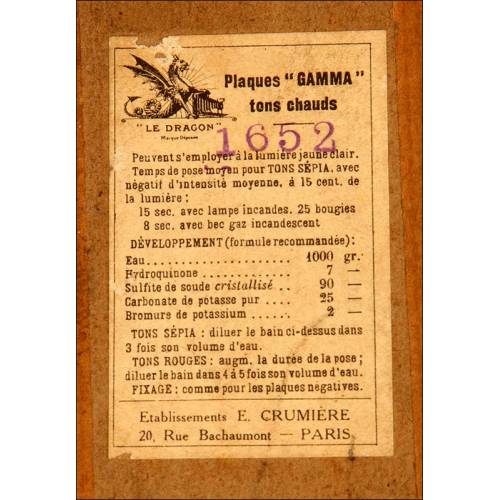 Plaques "GAMMA"
tons chauds
"LE DRAGON"
Marque Déposée
1652
Peuvent s'employer à la lumière jaune clair.
Temps de pose moyen pour TONS SÉPIA, avec
négatif d'intensité moyenne, à 15 cent. de
la lumière :
15 sec. avec lampe incandes. 25 bougies
8 sec. avec bec gaz incandescent
DÉVELOPPEMENT (formule recommandée) :
Eau 1000 gr.
Hydroquinone 7 —
Sulfite de soude cristallisé 90 —
Carbonate de potasse pur 25 —
Bromure de potassium 2 —
TONS SÉPIA : diluer le bain ci-dessus dans
3 fois son volume d'eau.
TONS ROUGES : augm. la durée de la pose ;
diluer le bain dans 4 à 5 fois son volume d'eau.
FIXAGE : comme pour les plaques négatives.
Etablissements E. CRUMIÈRE
20, Rue Bachaumont — PARIS